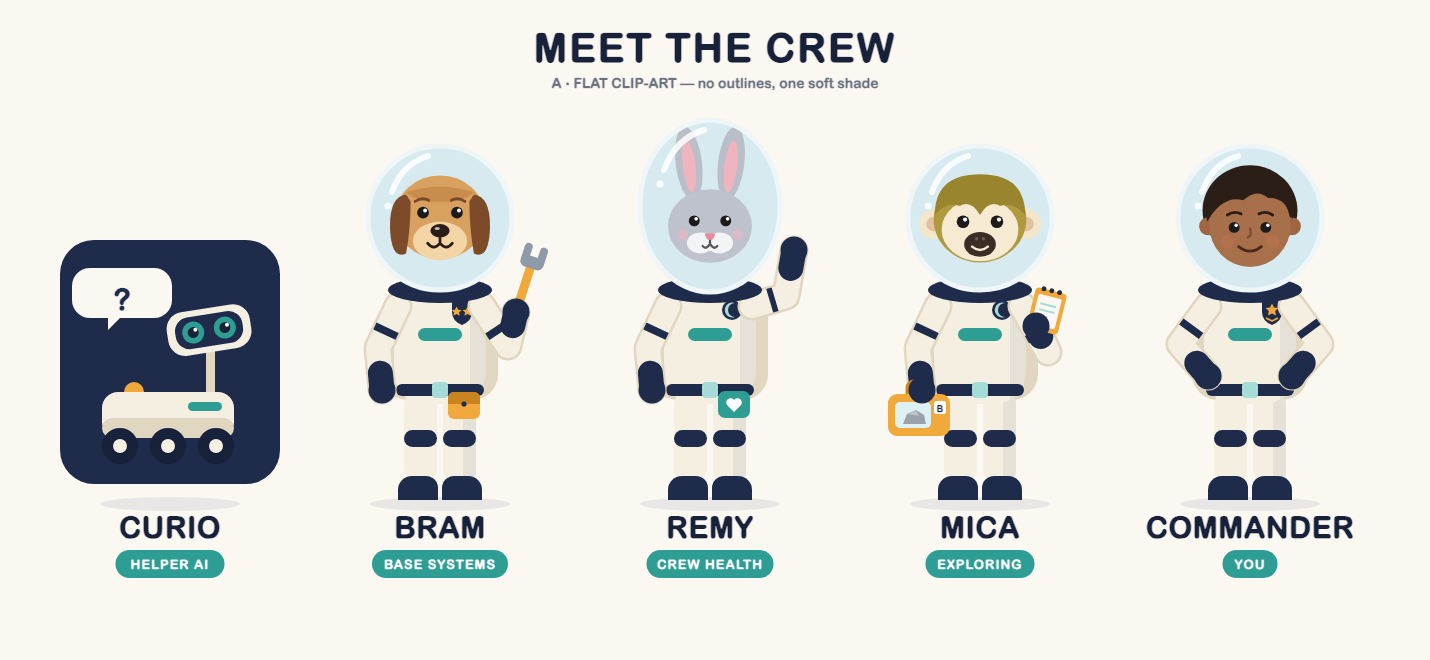 MEET THE CREW
A · FLAT CLIP-ART — no outlines, one soft shade
?
B
CURIO
HELPER AI
BRAM
BASE SYSTEMS
REMY
CREW HEALTH
MICA
EXPLORING
COMMANDER
YOU